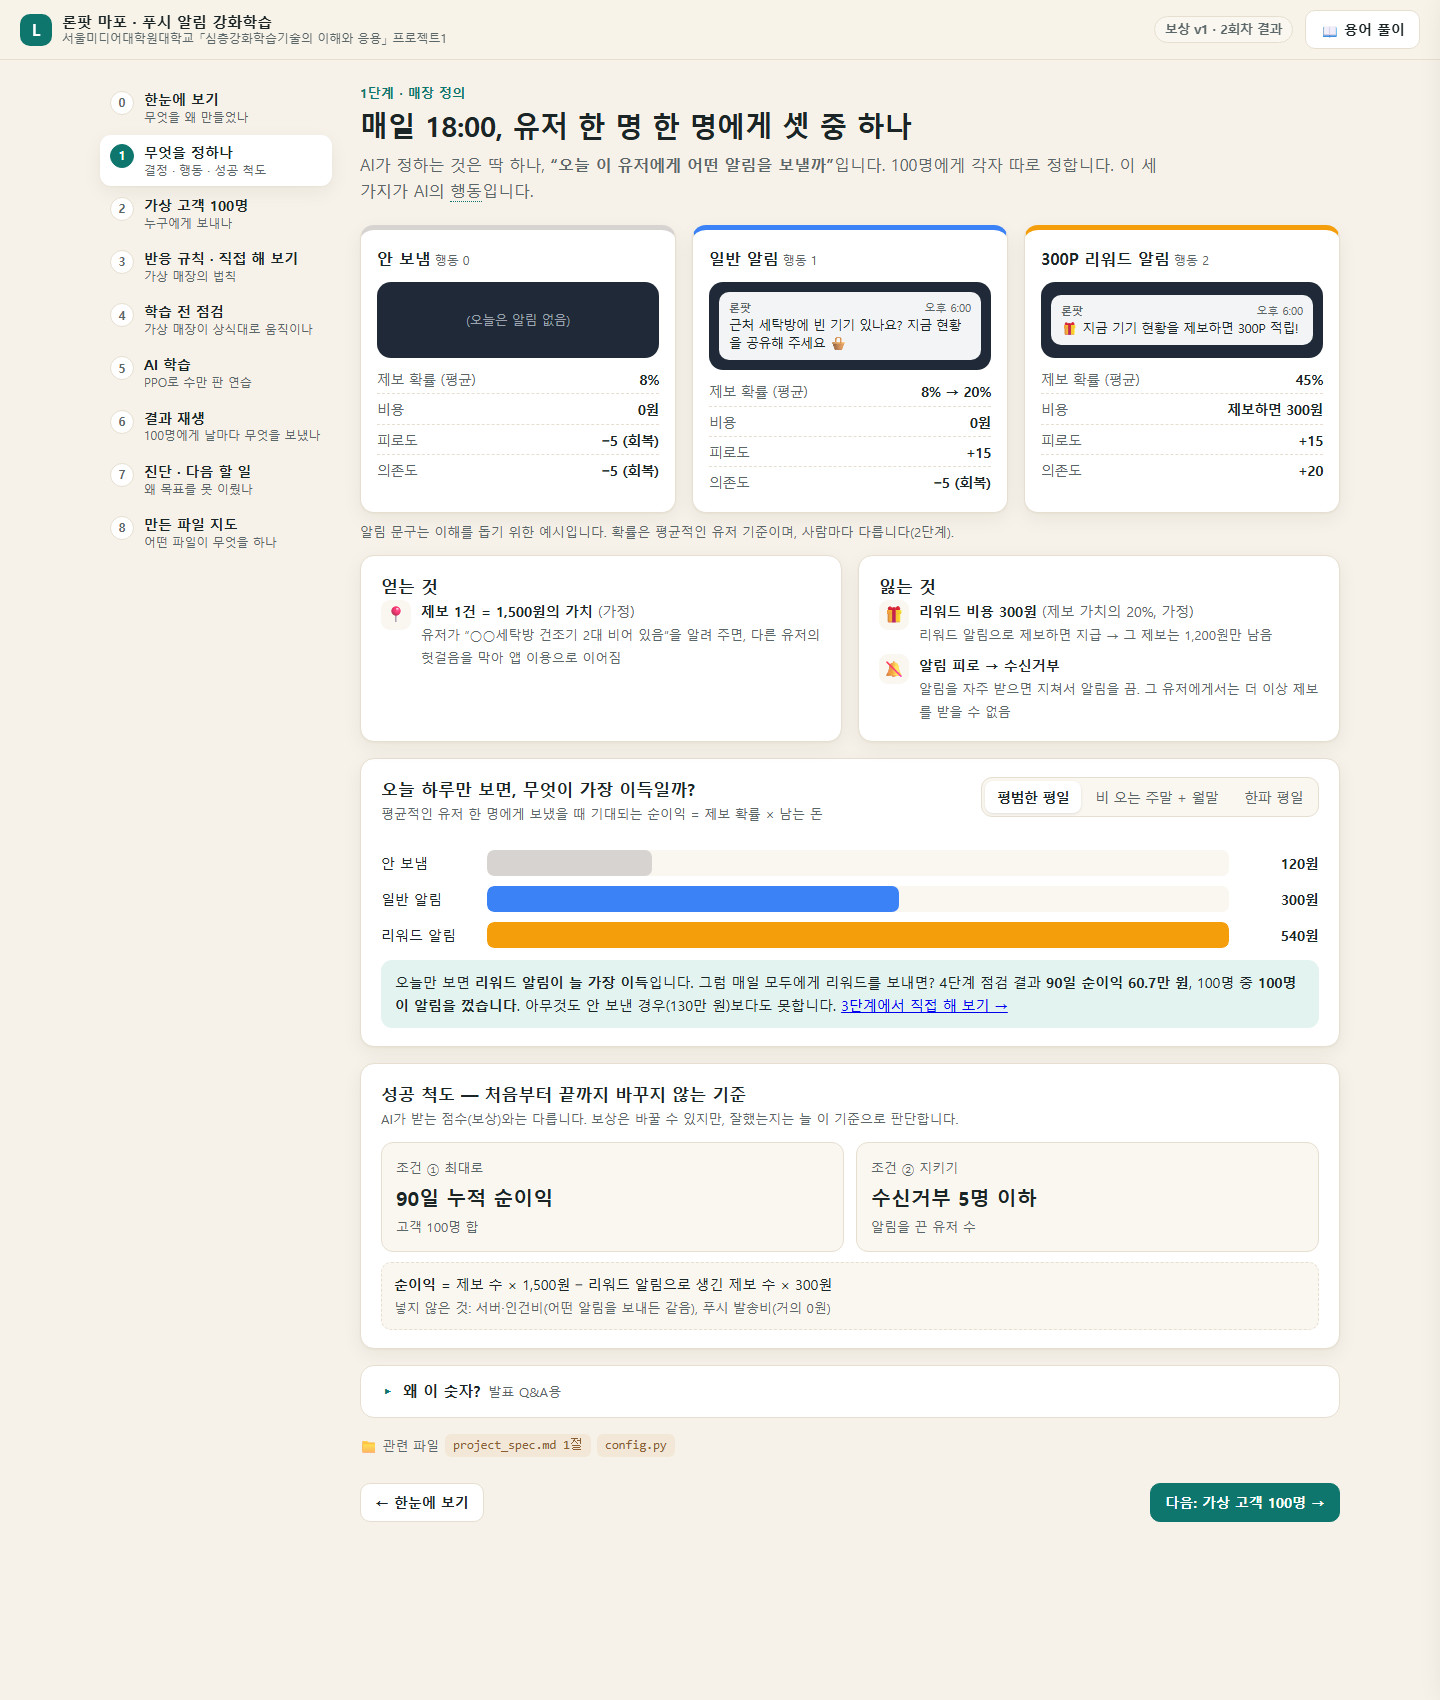 L
론팟 마포 · 푸시 알림 강화학습
서울미디어대학원대학교 「심층강화학습기술의 이해와 응용」 프로젝트1
보상 v1 · 2회차 결과
📖 용어 풀이
0 한눈에 보기
무엇을 왜 만들었나
1 무엇을 정하나
결정 · 행동 · 성공 척도
2 가상 고객 100명
누구에게 보내나
3 반응 규칙 · 직접 해 보기
가상 매장의 법칙
4 학습 전 점검
가상 매장이 상식대로 움직이나
5 AI 학습
PPO로 수만 판 연습
6 결과 재생
100명에게 날마다 무엇을 보냈나
7 진단 · 다음 할 일
왜 목표를 못 이뤘나
8 만든 파일 지도
어떤 파일이 무엇을 하나
1단계 · 매장 정의
매일 18:00, 유저 한 명 한 명에게 셋 중 하나
AI가 정하는 것은 딱 하나, “오늘 이 유저에게 어떤 알림을 보낼까”입니다. 100명에게 각자 따로 정합니다. 이 세
가지가 AI의 행동입니다.
안 보냄 행동 0
(오늘은 알림 없음)
제보 확률 (평균) 8%
비용 0원
피로도 −5 (회복)
의존도 −5 (회복)
일반 알림 행동 1
론팟 오후 6:00
근처 세탁방에 빈 기기 있나요? 지금 현황
을 공유해 주세요 🧺
제보 확률 (평균) 8% → 20%
비용 0원
피로도 +15
의존도 −5 (회복)
300P 리워드 알림 행동 2
론팟 오후 6:00
🎁 지금 기기 현황을 제보하면 300P 적립!
제보 확률 (평균) 45%
비용 제보하면 300원
피로도 +15
의존도 +20
알림 문구는 이해를 돕기 위한 예시입니다. 확률은 평균적인 유저 기준이며, 사람마다 다릅니다(2단계).
얻는 것
📍 제보 1건 = 1,500원의 가치 (가정)
유저가 “○○세탁방 건조기 2대 비어 있음”을 알려 주면, 다른 유저의
헛걸음을 막아 앱 이용으로 이어짐
잃는 것
🎁 리워드 비용 300원 (제보 가치의 20%, 가정)
리워드 알림으로 제보하면 지급 → 그 제보는 1,200원만 남음
🔕 알림 피로 → 수신거부
알림을 자주 받으면 지쳐서 알림을 끔. 그 유저에게서는 더 이상 제보
를 받을 수 없음
오늘 하루만 보면, 무엇이 가장 이득일까?
평균적인 유저 한 명에게 보냈을 때 기대되는 순이익 = 제보 확률 × 남는 돈
평범한 평일 비 오는 주말 + 월말 한파 평일
안 보냄 120원
일반 알림 300원
리워드 알림 540원
오늘만 보면 리워드 알림이 늘 가장 이득입니다. 그럼 매일 모두에게 리워드를 보내면? 4단계 점검 결과 90일 순이익 60.7만 원, 100명 중 100명
이 알림을 껐습니다. 아무것도 안 보낸 경우(130만 원)보다도 못합니다. 3단계에서 직접 해 보기 →
성공 척도 — 처음부터 끝까지 바꾸지 않는 기준
AI가 받는 점수(보상)와는 다릅니다. 보상은 바꿀 수 있지만, 잘했는지는 늘 이 기준으로 판단합니다.
조건 ① 최대로
90일 누적 순이익
고객 100명 합
조건 ② 지키기
수신거부 5명 이하
알림을 끈 유저 수
순이익 = 제보 수 × 1,500원 − 리워드 알림으로 생긴 제보 수 × 300원
넣지 않은 것: 서버·인건비(어떤 알림을 보내든 같음), 푸시 발송비(거의 0원)
▸ 왜 이 숫자? 발표 Q&A용
📁 관련 파일 project_spec.md 1절 config.py
← 한눈에 보기
다음: 가상 고객 100명 →